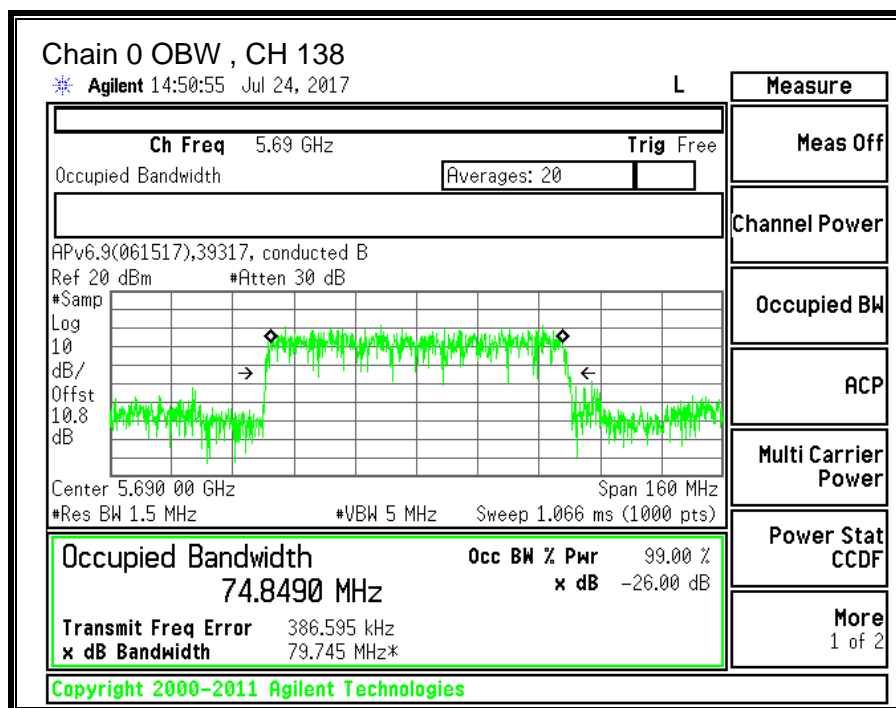 Chain 0 OBW , CH 138
Agilent 14:50:55 Jul 24, 2017 L
Measure
Ch Freq 5.69 GHz Trig Free
Occupied Bandwidth Averages: 20
APv6.9(061517),39317, conducted B
Ref 20 dBm #Atten 30 dB
#Samp
Log
10
dB/
Offst
10.8
dB
Center 5.690 00 GHz Span 160 MHz
#Res BW 1.5 MHz #VBW 5 MHz Sweep 1.066 ms (1000 pts)
Occupied Bandwidth
74.8490 MHz
Occ BW % Pwr 99.00 %
x dB -26.00 dB
Transmit Freq Error 386.595 kHz
x dB Bandwidth 79.745 MHz*
Meas Off
Channel Power
Occupied BW
ACP
Multi Carrier
Power
Power Stat
CCDF
More
1 of 2
Copyright 2000-2011 Agilent Technologies